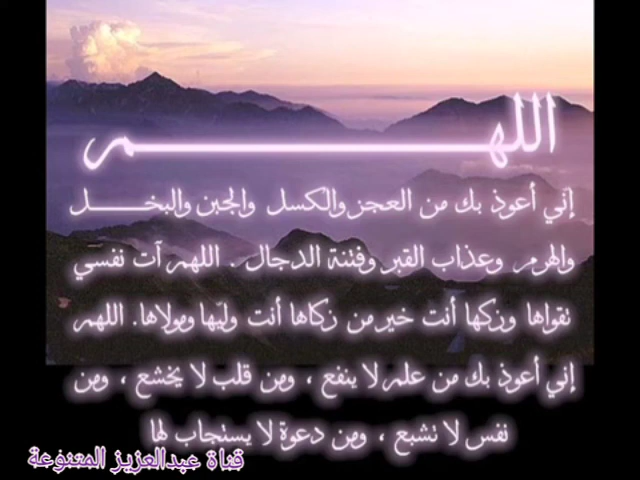 اللهم
إني أعوذ بك من العجز والكسل والجبن والبخل
والهرم وعذاب القبر وفتنة الدجال . اللهم آت نفسي
تقواها وزكها أنت خير من زكاها أنت وليها ومولاها. اللهم
إني أعوذ بك من علم لا ينفع ، ومن قلب لا يخشع ، ومن
نفس لا تشبع ، ومن دعوة لا يستجاب لها
قناة عبدالعزيز المتنوعة